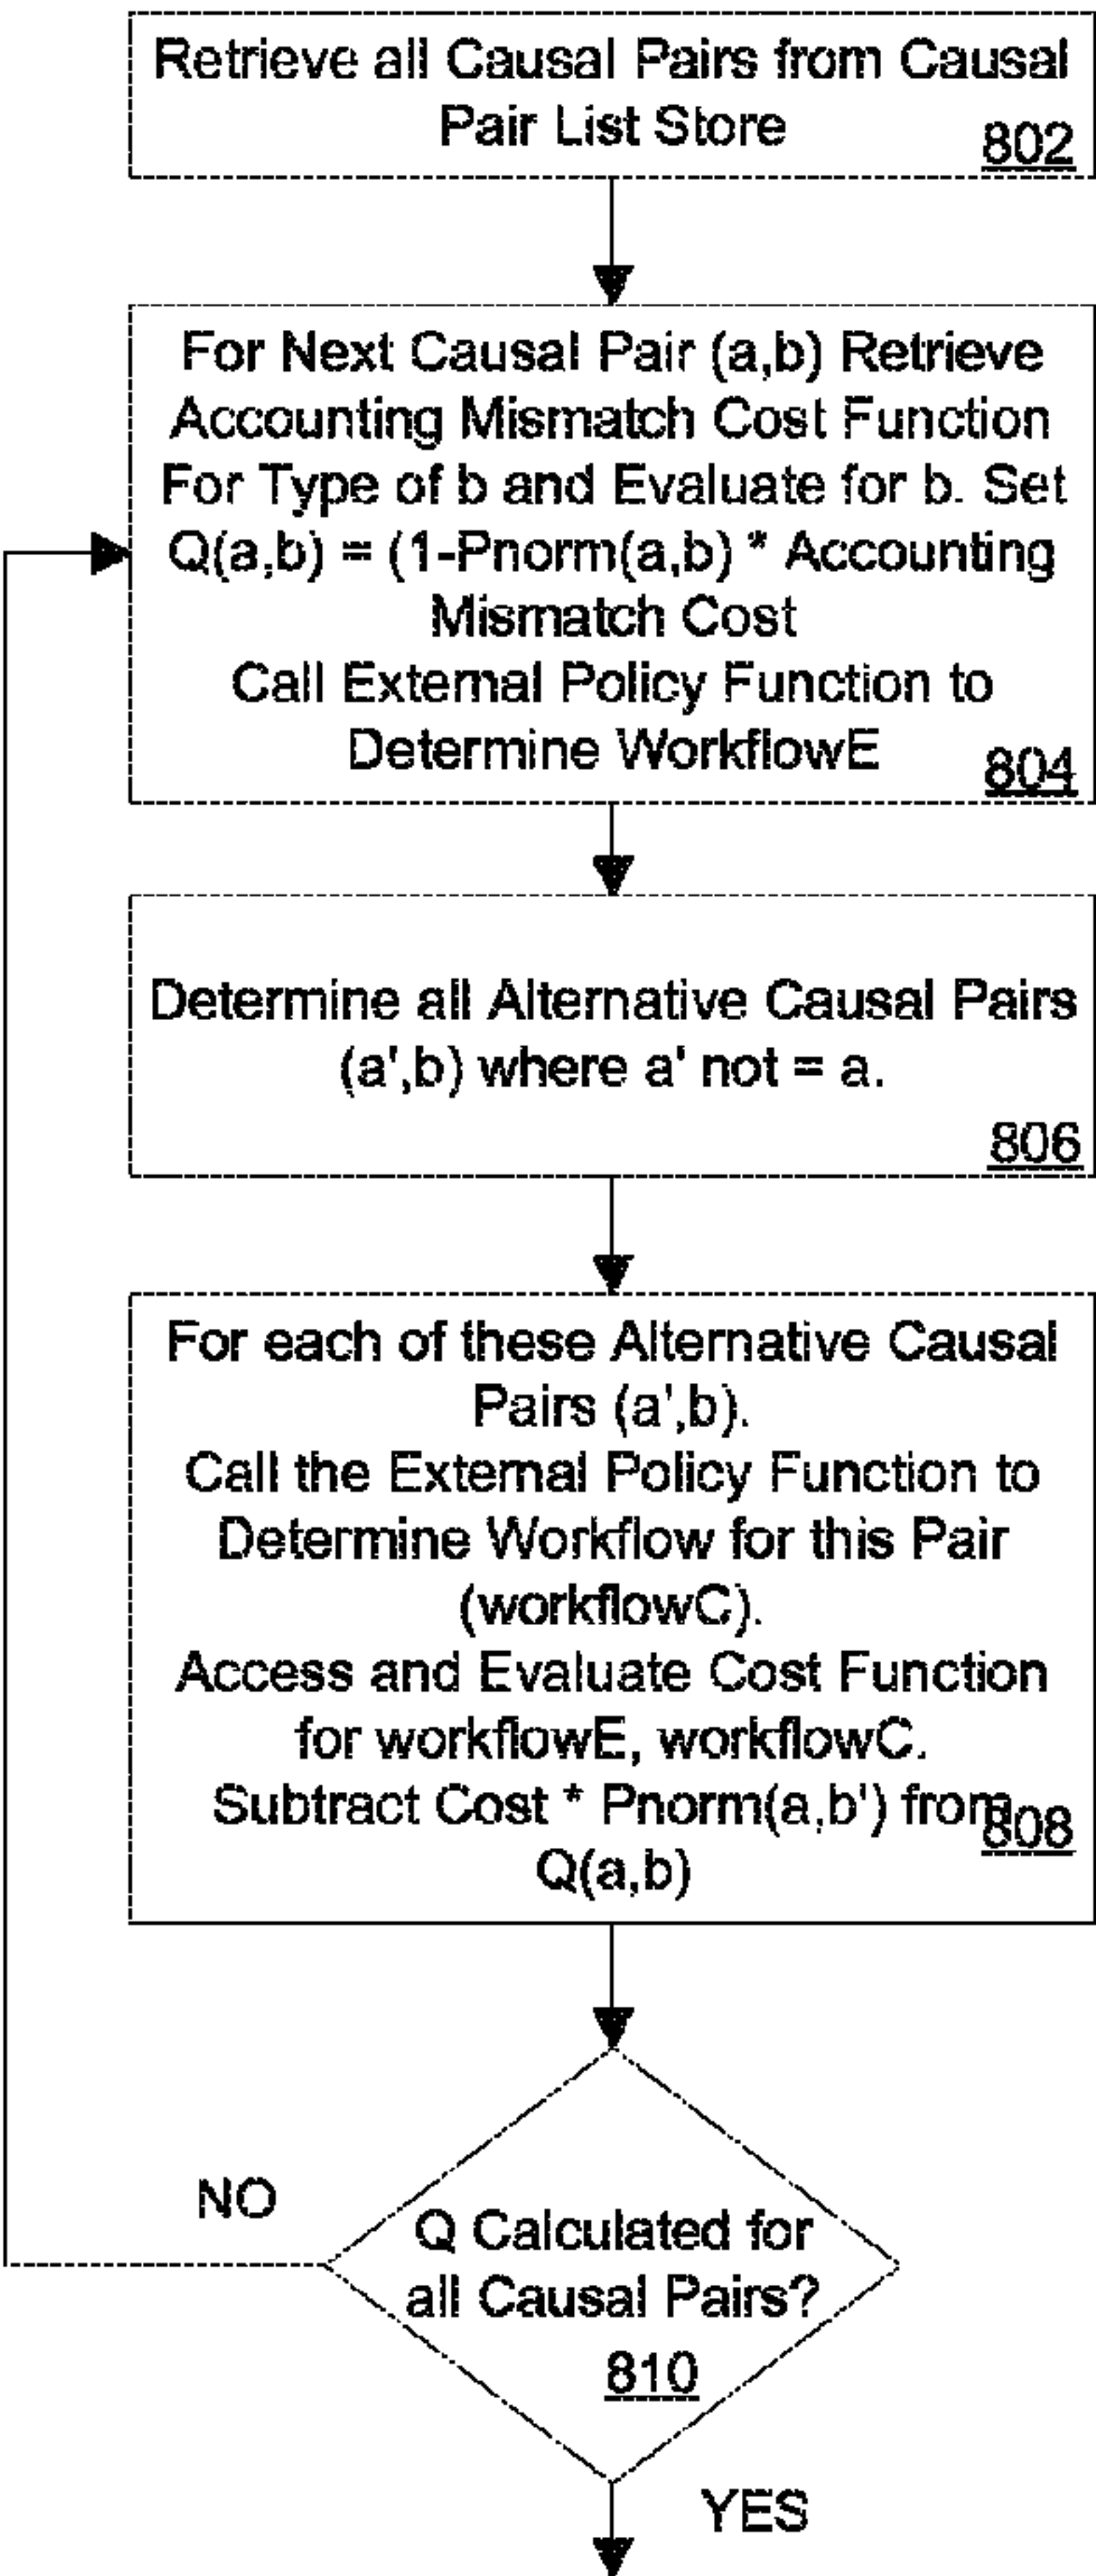 Retrieve all Causal Pairs from Causal
Pair List Store
802
For Next Causal Pair (a,b) Retrieve
Accounting Mismatch Cost Function
For Type of b and Evaluate for b. Set
Q(a,b) = (1-Pnorm(a,b) * Accounting
Mismatch Cost
Call External Policy Function to
Determine WorkflowE
804
Determine all Alternative Causal Pairs
(a',b) where a' not = a.
806
For each of these Alternative Causal
Pairs (a',b).
Call the External Policy Function to
Determine Workflow for this Pair
(workflowC).
Access and Evaluate Cost Function
for workflowE, workflowC.
Subtract Cost * Pnorm(a,b') from
808
Q(a,b)
NO
Q Calculated for
all Causal Pairs?
810
YES